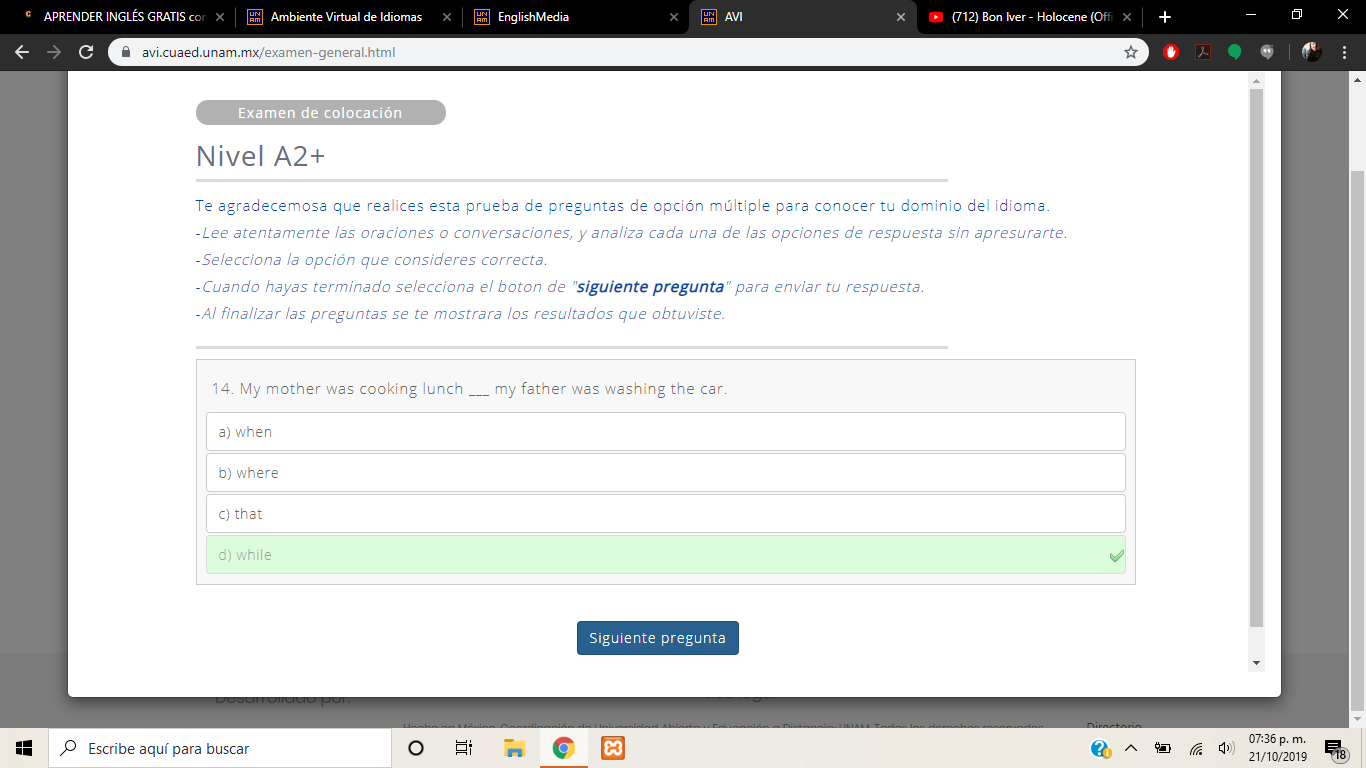 APRENDER INGLÉS GRATIS con
Ambiente Virtual de Idiomas
EnglishMedia
AVI
(712) Bon Iver - Holocene (Offi
avi.cuaed.unam.mx/examen-general.html
Examen de colocación
Nivel A2+
Te agradecemosa que realices esta prueba de preguntas de opción múltiple para conocer tu dominio del idioma.
-Lee atentamente las oraciones o conversaciones, y analiza cada una de las opciones de respuesta sin apresurarte.
-Selecciona la opción que consideres correcta.
-Cuando hayas terminado selecciona el boton de "siguiente pregunta" para enviar tu respuesta.
-Al finalizar las preguntas se te mostrara los resultados que obtuviste.
14. My mother was cooking lunch ___ my father was washing the car.
a) when
b) where
c) that
d) while
Siguiente pregunta
Desarrollado por:
Hecho en México, Coordinación de Universidad Abierta y Educación a Distancia- UNAM. Todos los derechos reservados
Directorio
Escribe aquí para buscar
07:36 p. m.
21/10/2019
18